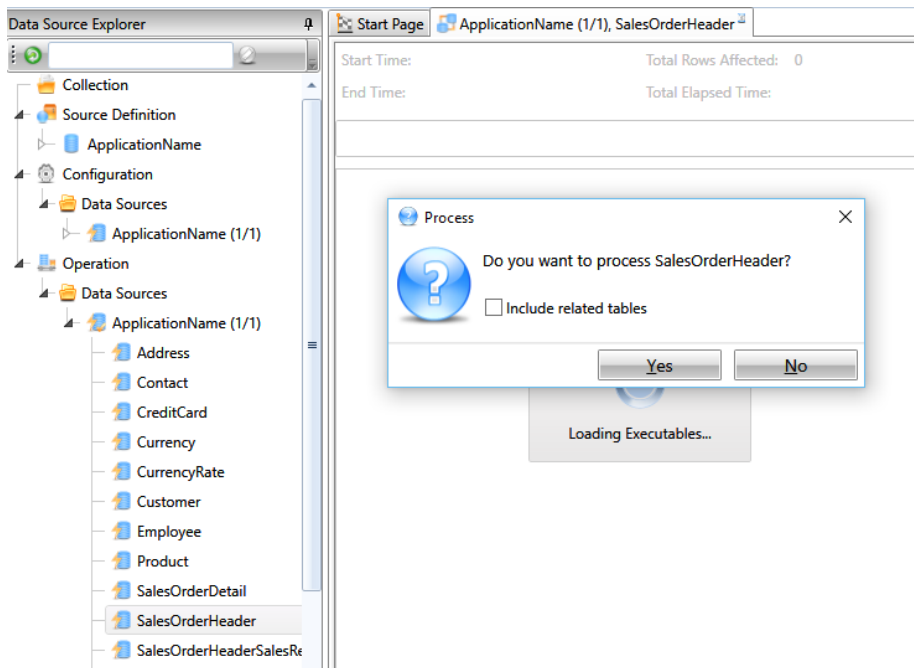 Data Source Explorer
Collection
Source Definition
ApplicationName
Configuration
Data Sources
ApplicationName (1/1)
Operation
Data Sources
ApplicationName (1/1)
Address
Contact
CreditCard
Currency
CurrencyRate
Customer
Employee
Product
SalesOrderDetail
SalesOrderHeader
SalesOrderHeaderSalesRe
Start Page
ApplicationName (1/1), SalesOrderHeader
Start Time:
Total Rows Affected: 0
End Time:
Total Elapsed Time:
Process
Do you want to process SalesOrderHeader?
Include related tables
Yes
No
Loading Executables...